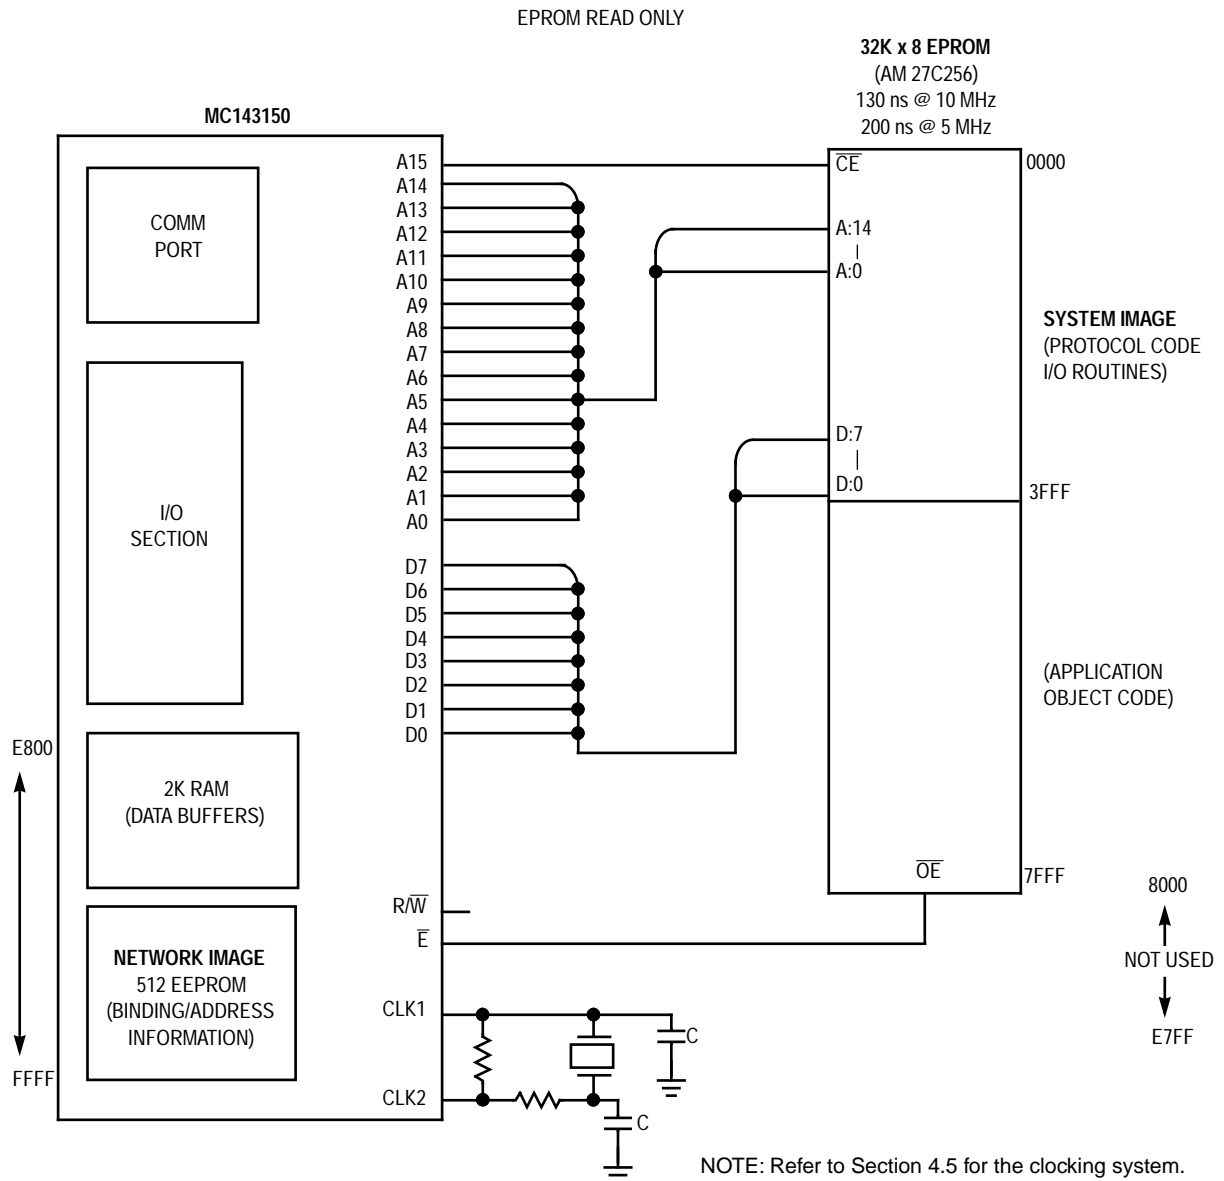 EPROM READ ONLY
32K x 8 EPROM
(AM 27C256)
130 ns @ 10 MHz
200 ns @ 5 MHz
MC143150
A15
A14
A13
A12
A11
A10
A9
A8
A7
A6
A5
A4
A3
A2
A1
A0
D7
D6
D5
D4
D3
D2
D1
D0
R/W̅
E̅
CLK1
CLK2
COMM
PORT
I/O
SECTION
2K RAM
(DATA BUFFERS)
NETWORK IMAGE
512 EEPROM
(BINDING/ADDRESS
INFORMATION)
E800
FFFF
C
C
C̅E̅
A:14
A:0
D:7
D:0
O̅E̅
0000
SYSTEM IMAGE
(PROTOCOL CODE
I/O ROUTINES)
3FFF
(APPLICATION
OBJECT CODE)
7FFF
8000
NOT USED
E7FF
NOTE: Refer to Section 4.5 for the clocking system.